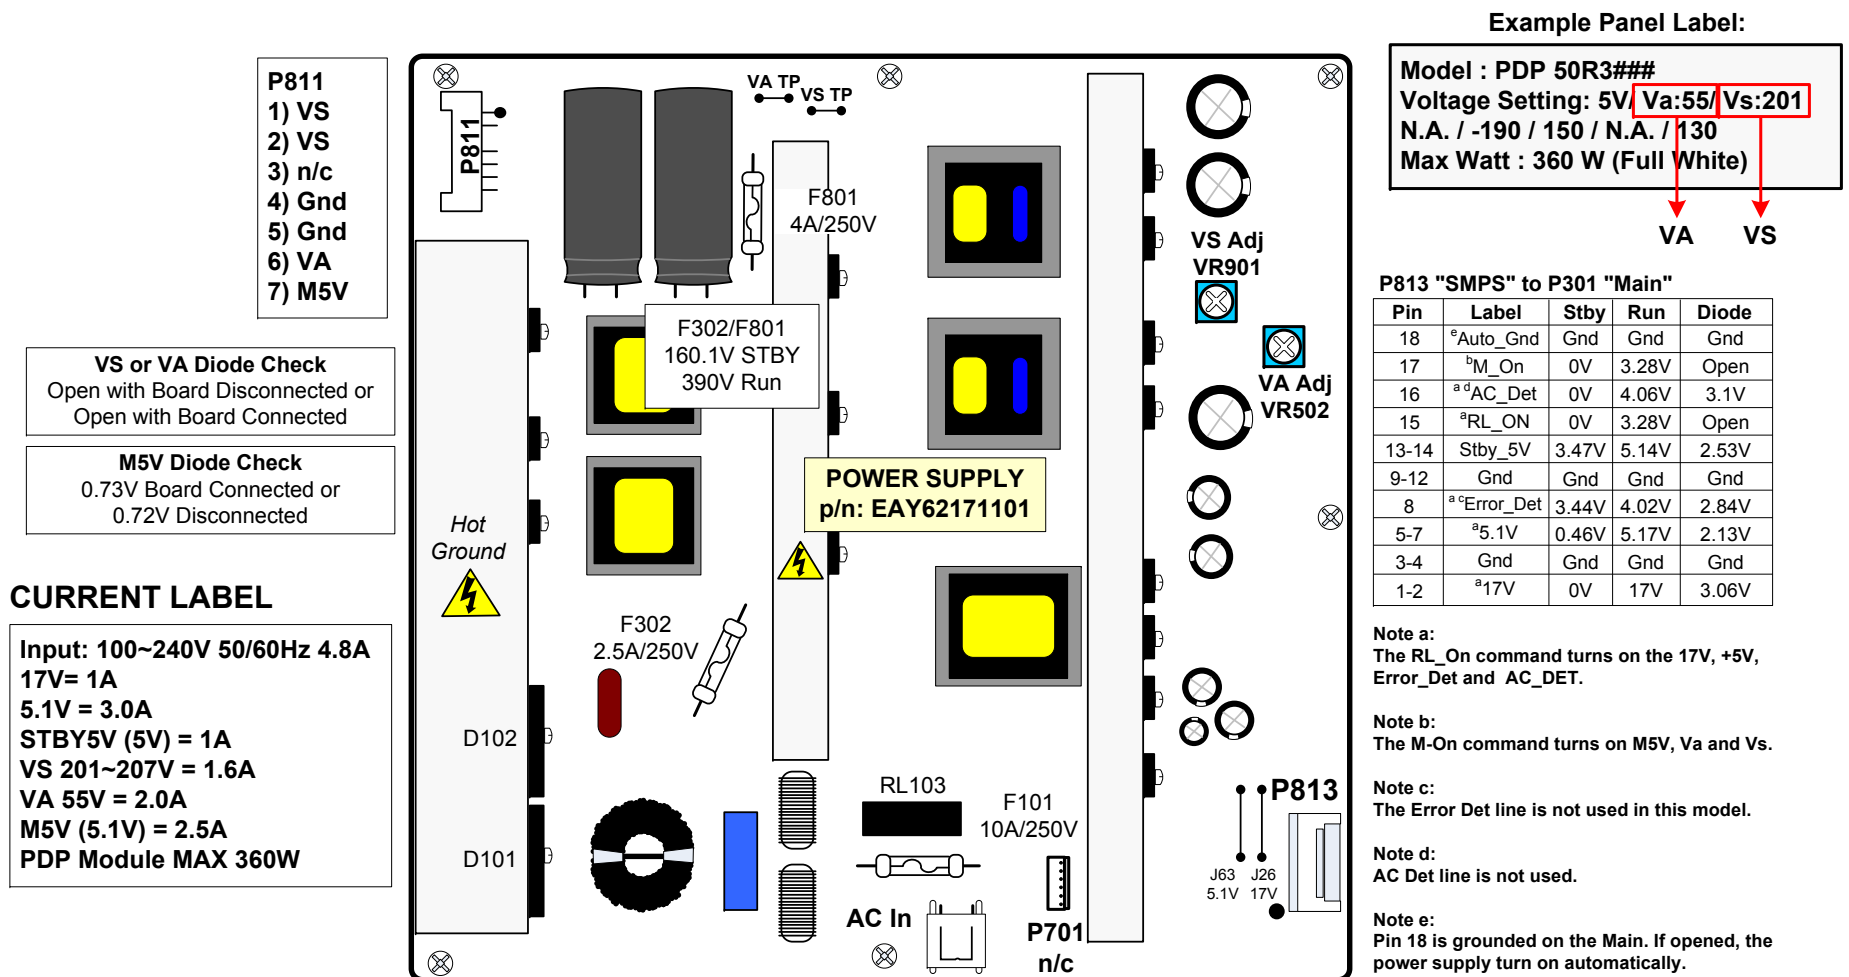 Example Panel Label:
Model : PDP 50R3###
Voltage Setting: 5V/ Va:55/ Vs:201
N.A. / -190 / 150 / N.A. / 130
Max Watt : 360 W (Full White)
VA VS
P811
1) VS
2) VS
3) n/c
4) Gnd
5) Gnd
6) VA
7) M5V
VS or VA Diode Check
Open with Board Disconnected or
Open with Board Connected
M5V Diode Check
0.73V Board Connected or
0.72V Disconnected
CURRENT LABEL
Input: 100~240V 50/60Hz 4.8A
17V= 1A
5.1V = 3.0A
STBY5V (5V) = 1A
VS 201~207V = 1.6A
VA 55V = 2.0A
M5V (5.1V) = 2.5A
PDP Module MAX 360W
P811
VA TP
VS TP
F801
4A/250V
F302/F801
160.1V STBY
390V Run
VS Adj
VR901
VA Adj
VR502
POWER SUPPLY
p/n: EAY62171101
Hot
Ground
F302
2.5A/250V
D102
D101
RL103
F101
10A/250V
AC In
P701
n/c
P813
J63
5.1V
J26
17V
P813 "SMPS" to P301 "Main"
Pin Label Stby Run Diode
18 eAuto_Gnd Gnd Gnd Gnd
17 bM_On 0V 3.28V Open
16 a dAC_Det 0V 4.06V 3.1V
15 aRL_ON 0V 3.28V Open
13-14 Stby_5V 3.47V 5.14V 2.53V
9-12 Gnd Gnd Gnd Gnd
8 a cError_Det 3.44V 4.02V 2.84V
5-7 a5.1V 0.46V 5.17V 2.13V
3-4 Gnd Gnd Gnd Gnd
1-2 a17V 0V 17V 3.06V
Note a:
The RL_On command turns on the 17V, +5V,
Error_Det and AC_DET.
Note b:
The M-On command turns on M5V, Va and Vs.
Note c:
The Error Det line is not used in this model.
Note d:
AC Det line is not used.
Note e:
Pin 18 is grounded on the Main. If opened, the
power supply turn on automatically.